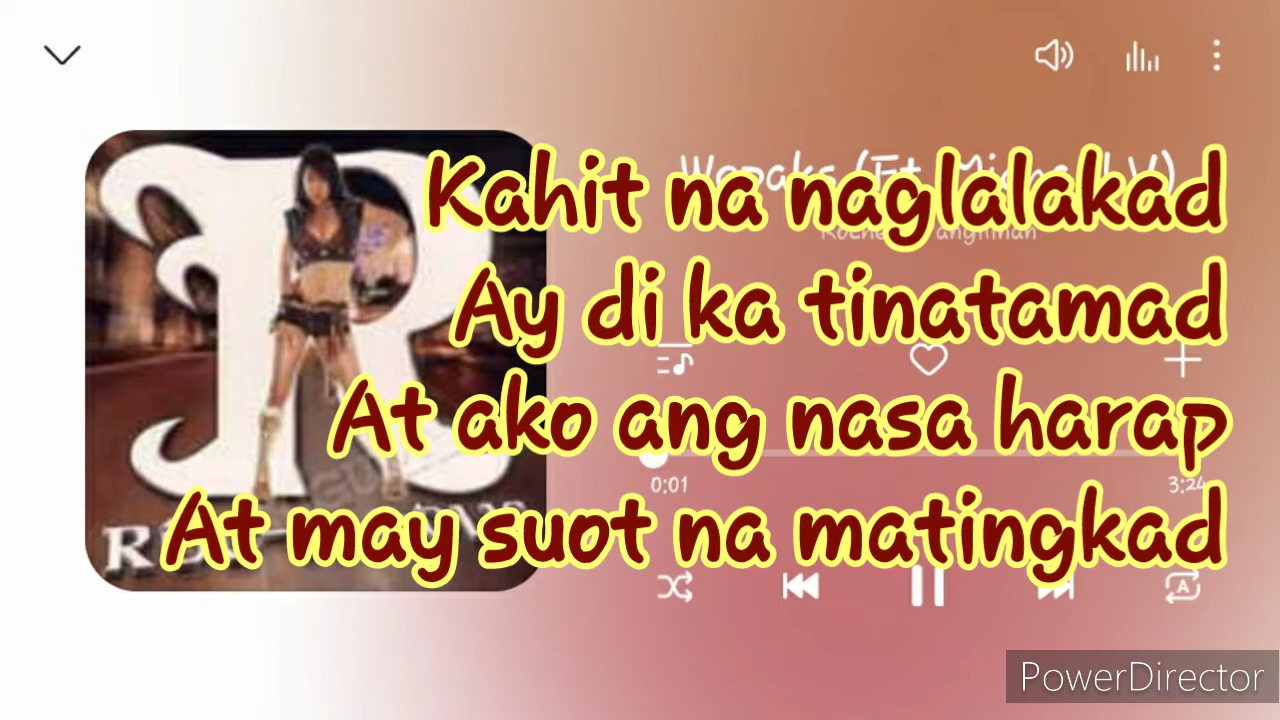 Kahit na naglalakad
Ay di ka tinatamad
At ako ang nasa harap
At may suot na matingkad
0:01
3:24
A
PowerDirector